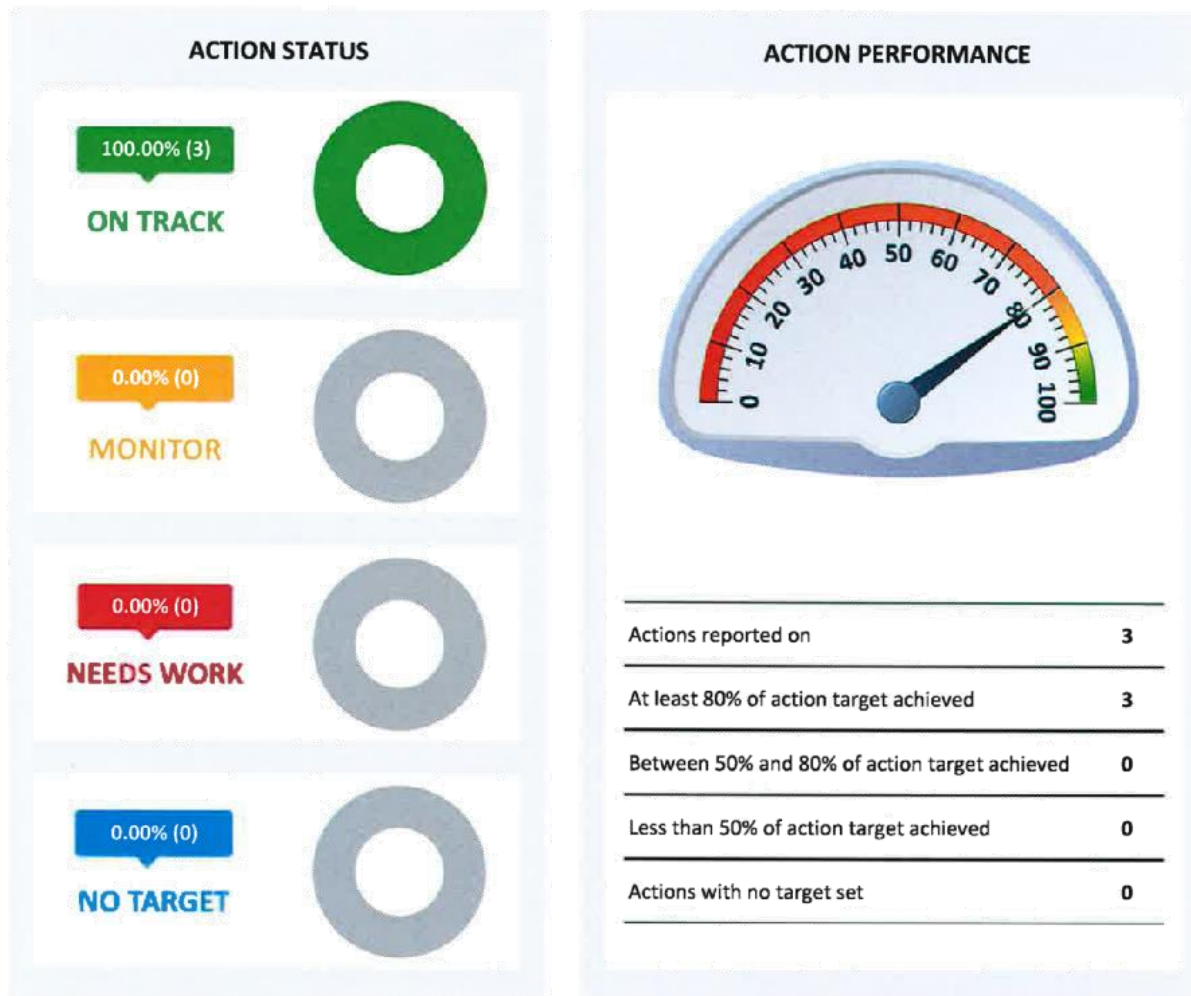 ACTION STATUS
100.00% (3)
ON TRACK
0.00% (0)
MONITOR
0.00% (0)
NEEDS WORK
0.00% (0)
NO TARGET
ACTION PERFORMANCE
0
10
20
30
40
50
60
70
80
90
100
Actions reported on 3
At least 80% of action target achieved 3
Between 50% and 80% of action target achieved 0
Less than 50% of action target achieved 0
Actions with no target set 0